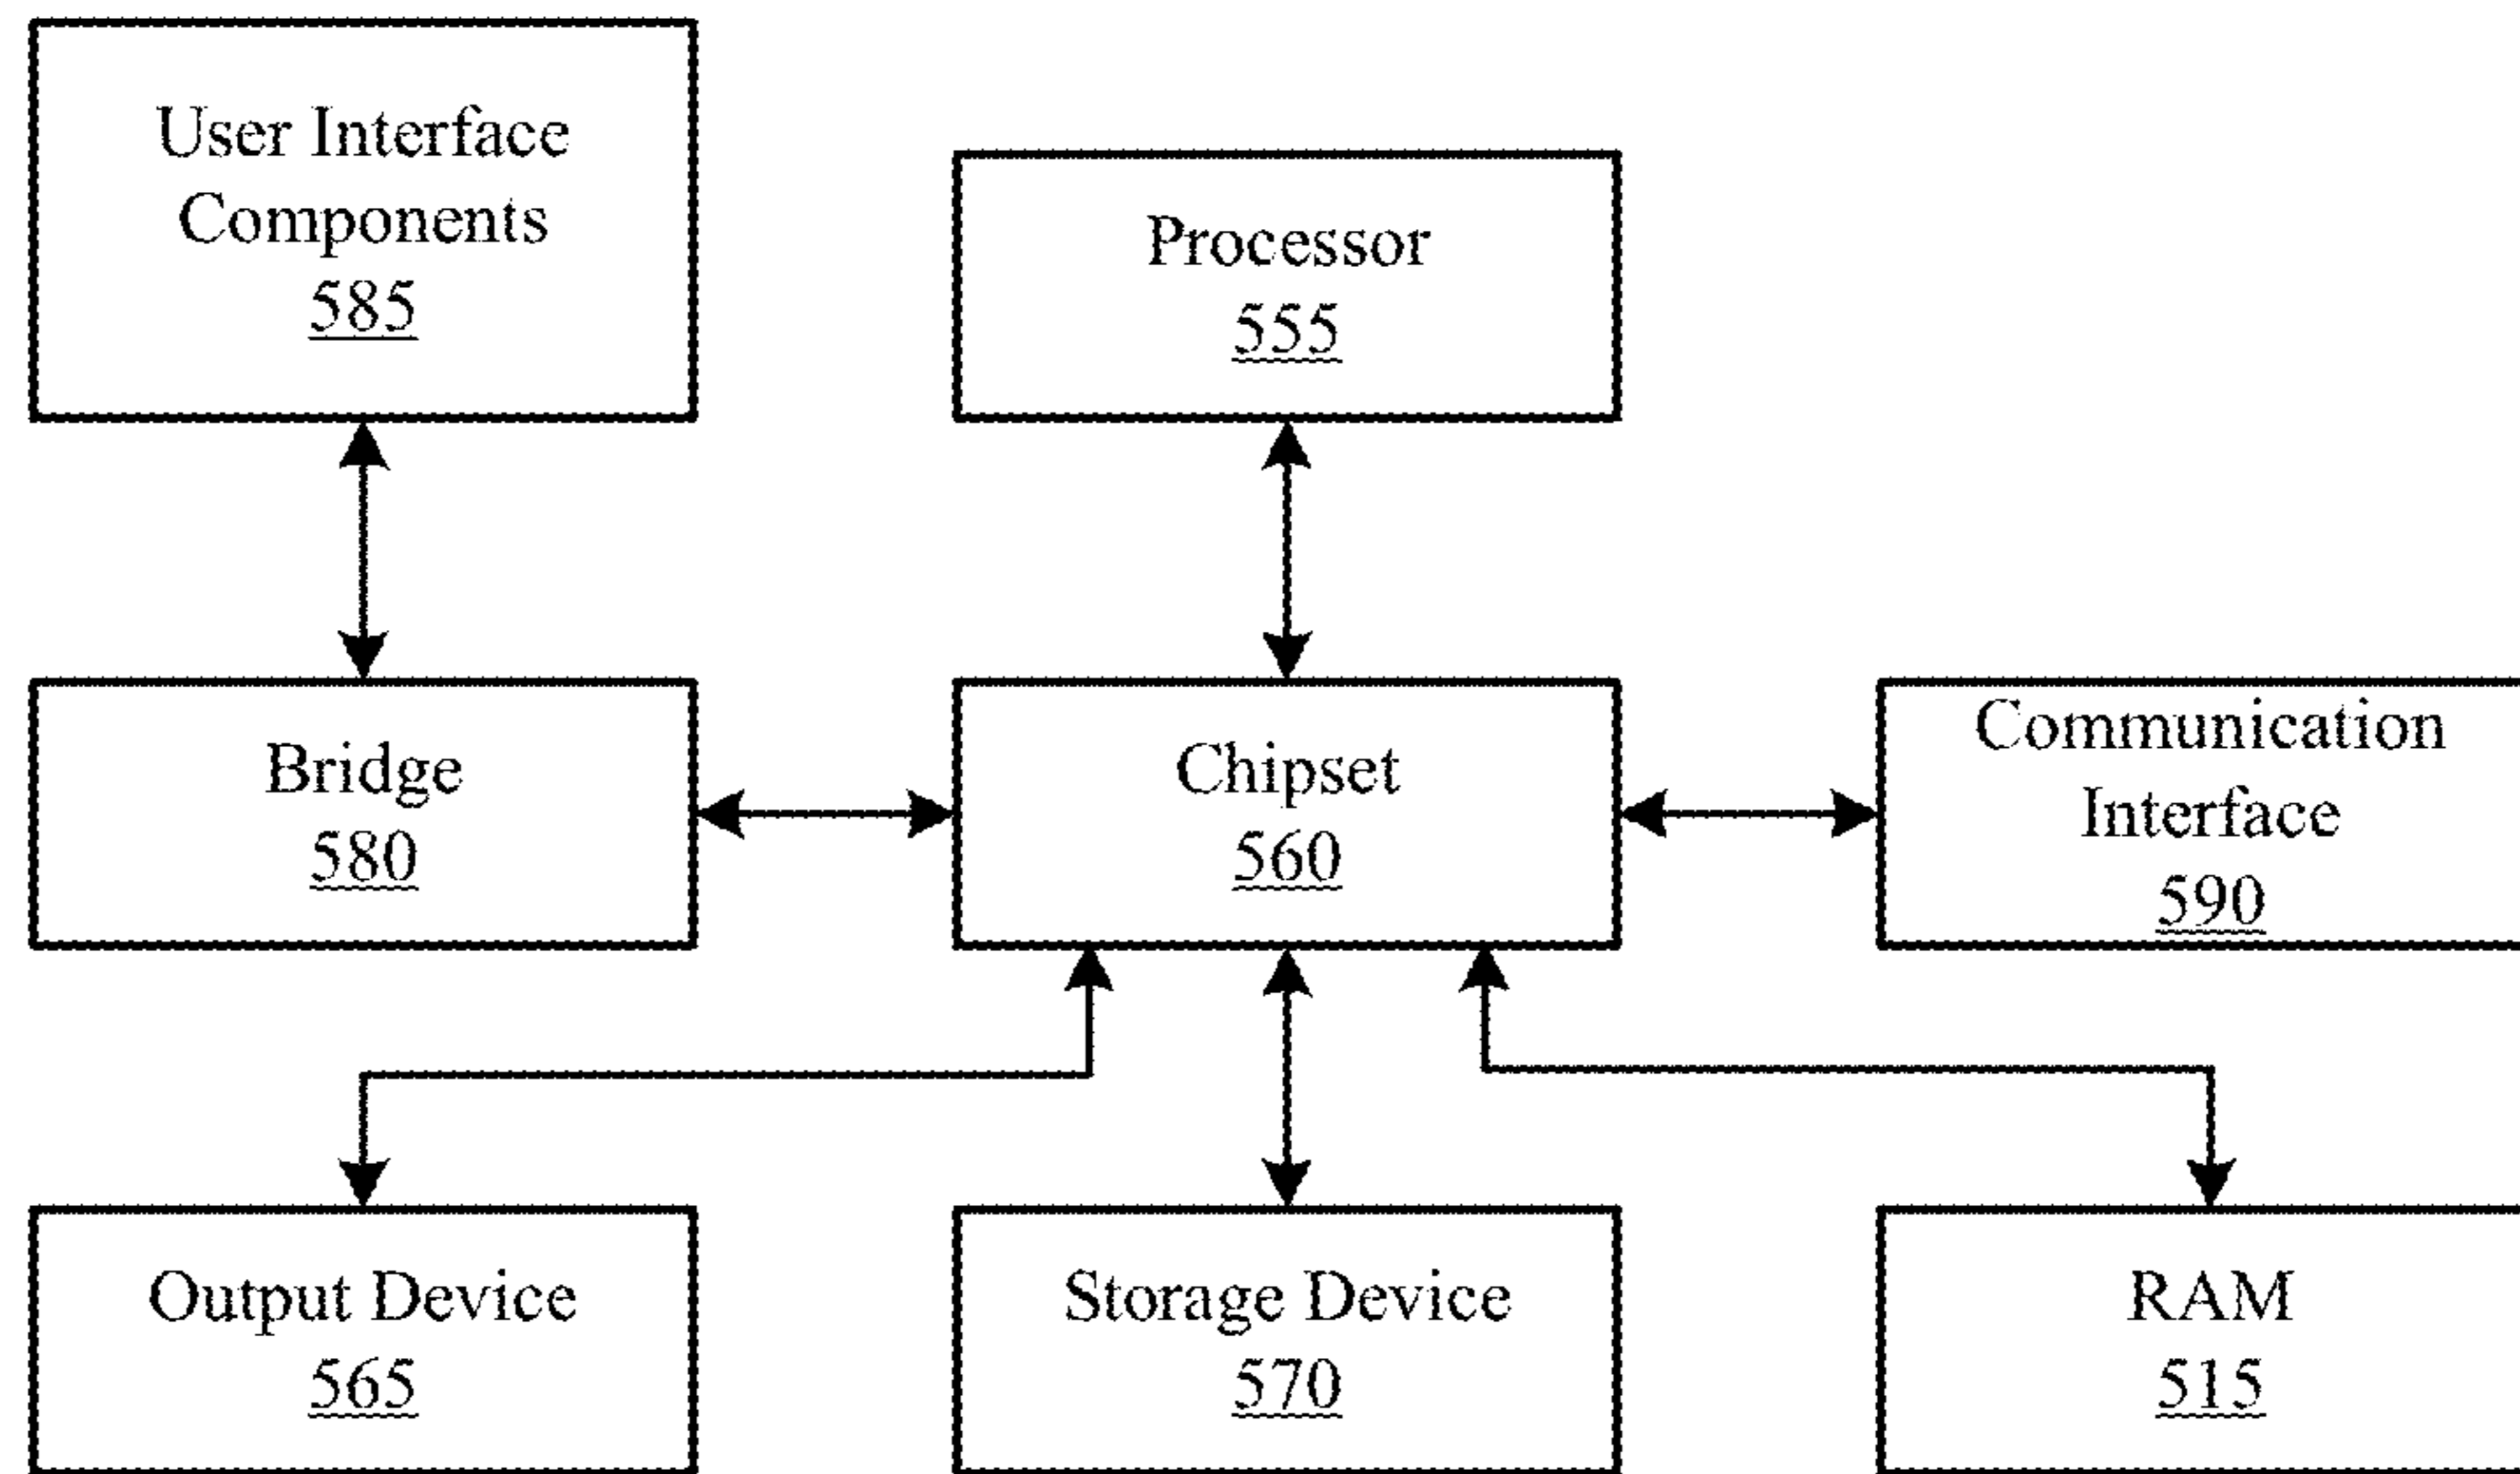 User Interface
Components
585
Processor
555
Bridge
580
Chipset
560
Communication
Interface
590
Output Device
565
Storage Device
570
RAM
515